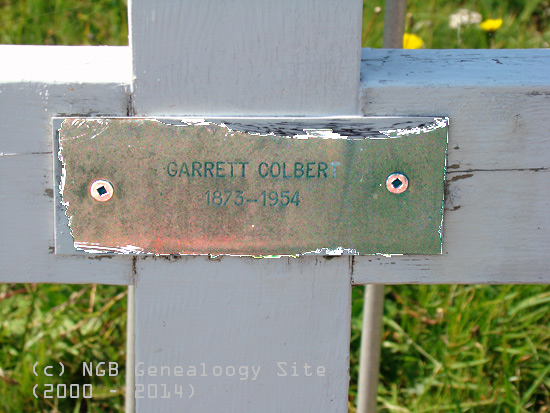 GARRETT COLBERT
1873-1954
(c) NGB Genealoogy Site
(2000 - 2014)